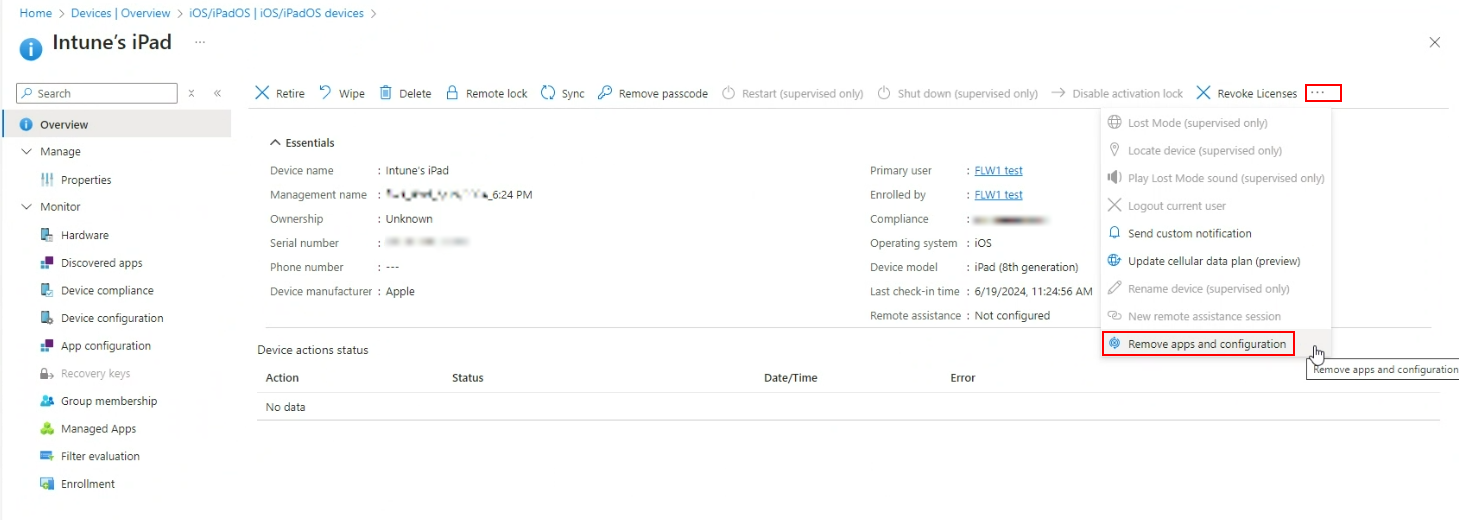 Home > Devices | Overview > iOS/iPadOS | iOS/iPadOS devices >
Intune's iPad ...
Search
Retire Wipe Delete Remote lock Sync Remove passcode Restart (supervised only) Shut down (supervised only) Disable activation lock Revoke Licenses ...
Overview
Manage
Properties
Monitor
Hardware
Discovered apps
Device compliance
Device configuration
App configuration
Recovery keys
Group membership
Managed Apps
Filter evaluation
Enrollment
Essentials
Device name : Intune's iPad
Management name : _6:24 PM
Ownership : Unknown
Serial number :
Phone number : ---
Device manufacturer : Apple
Primary user : FLW1 test
Enrolled by : FLW1 test
Compliance :
Operating system : iOS
Device model : iPad (8th generation)
Last check-in time : 6/19/2024, 11:24:56 AM
Remote assistance : Not configured
Lost Mode (supervised only)
Locate device (supervised only)
Play Lost Mode sound (supervised only)
Logout current user
Send custom notification
Update cellular data plan (preview)
Rename device (supervised only)
New remote assistance session
Remove apps and configuration
Remove apps and configuration
Device actions status
Action Status Date/Time Error
No data